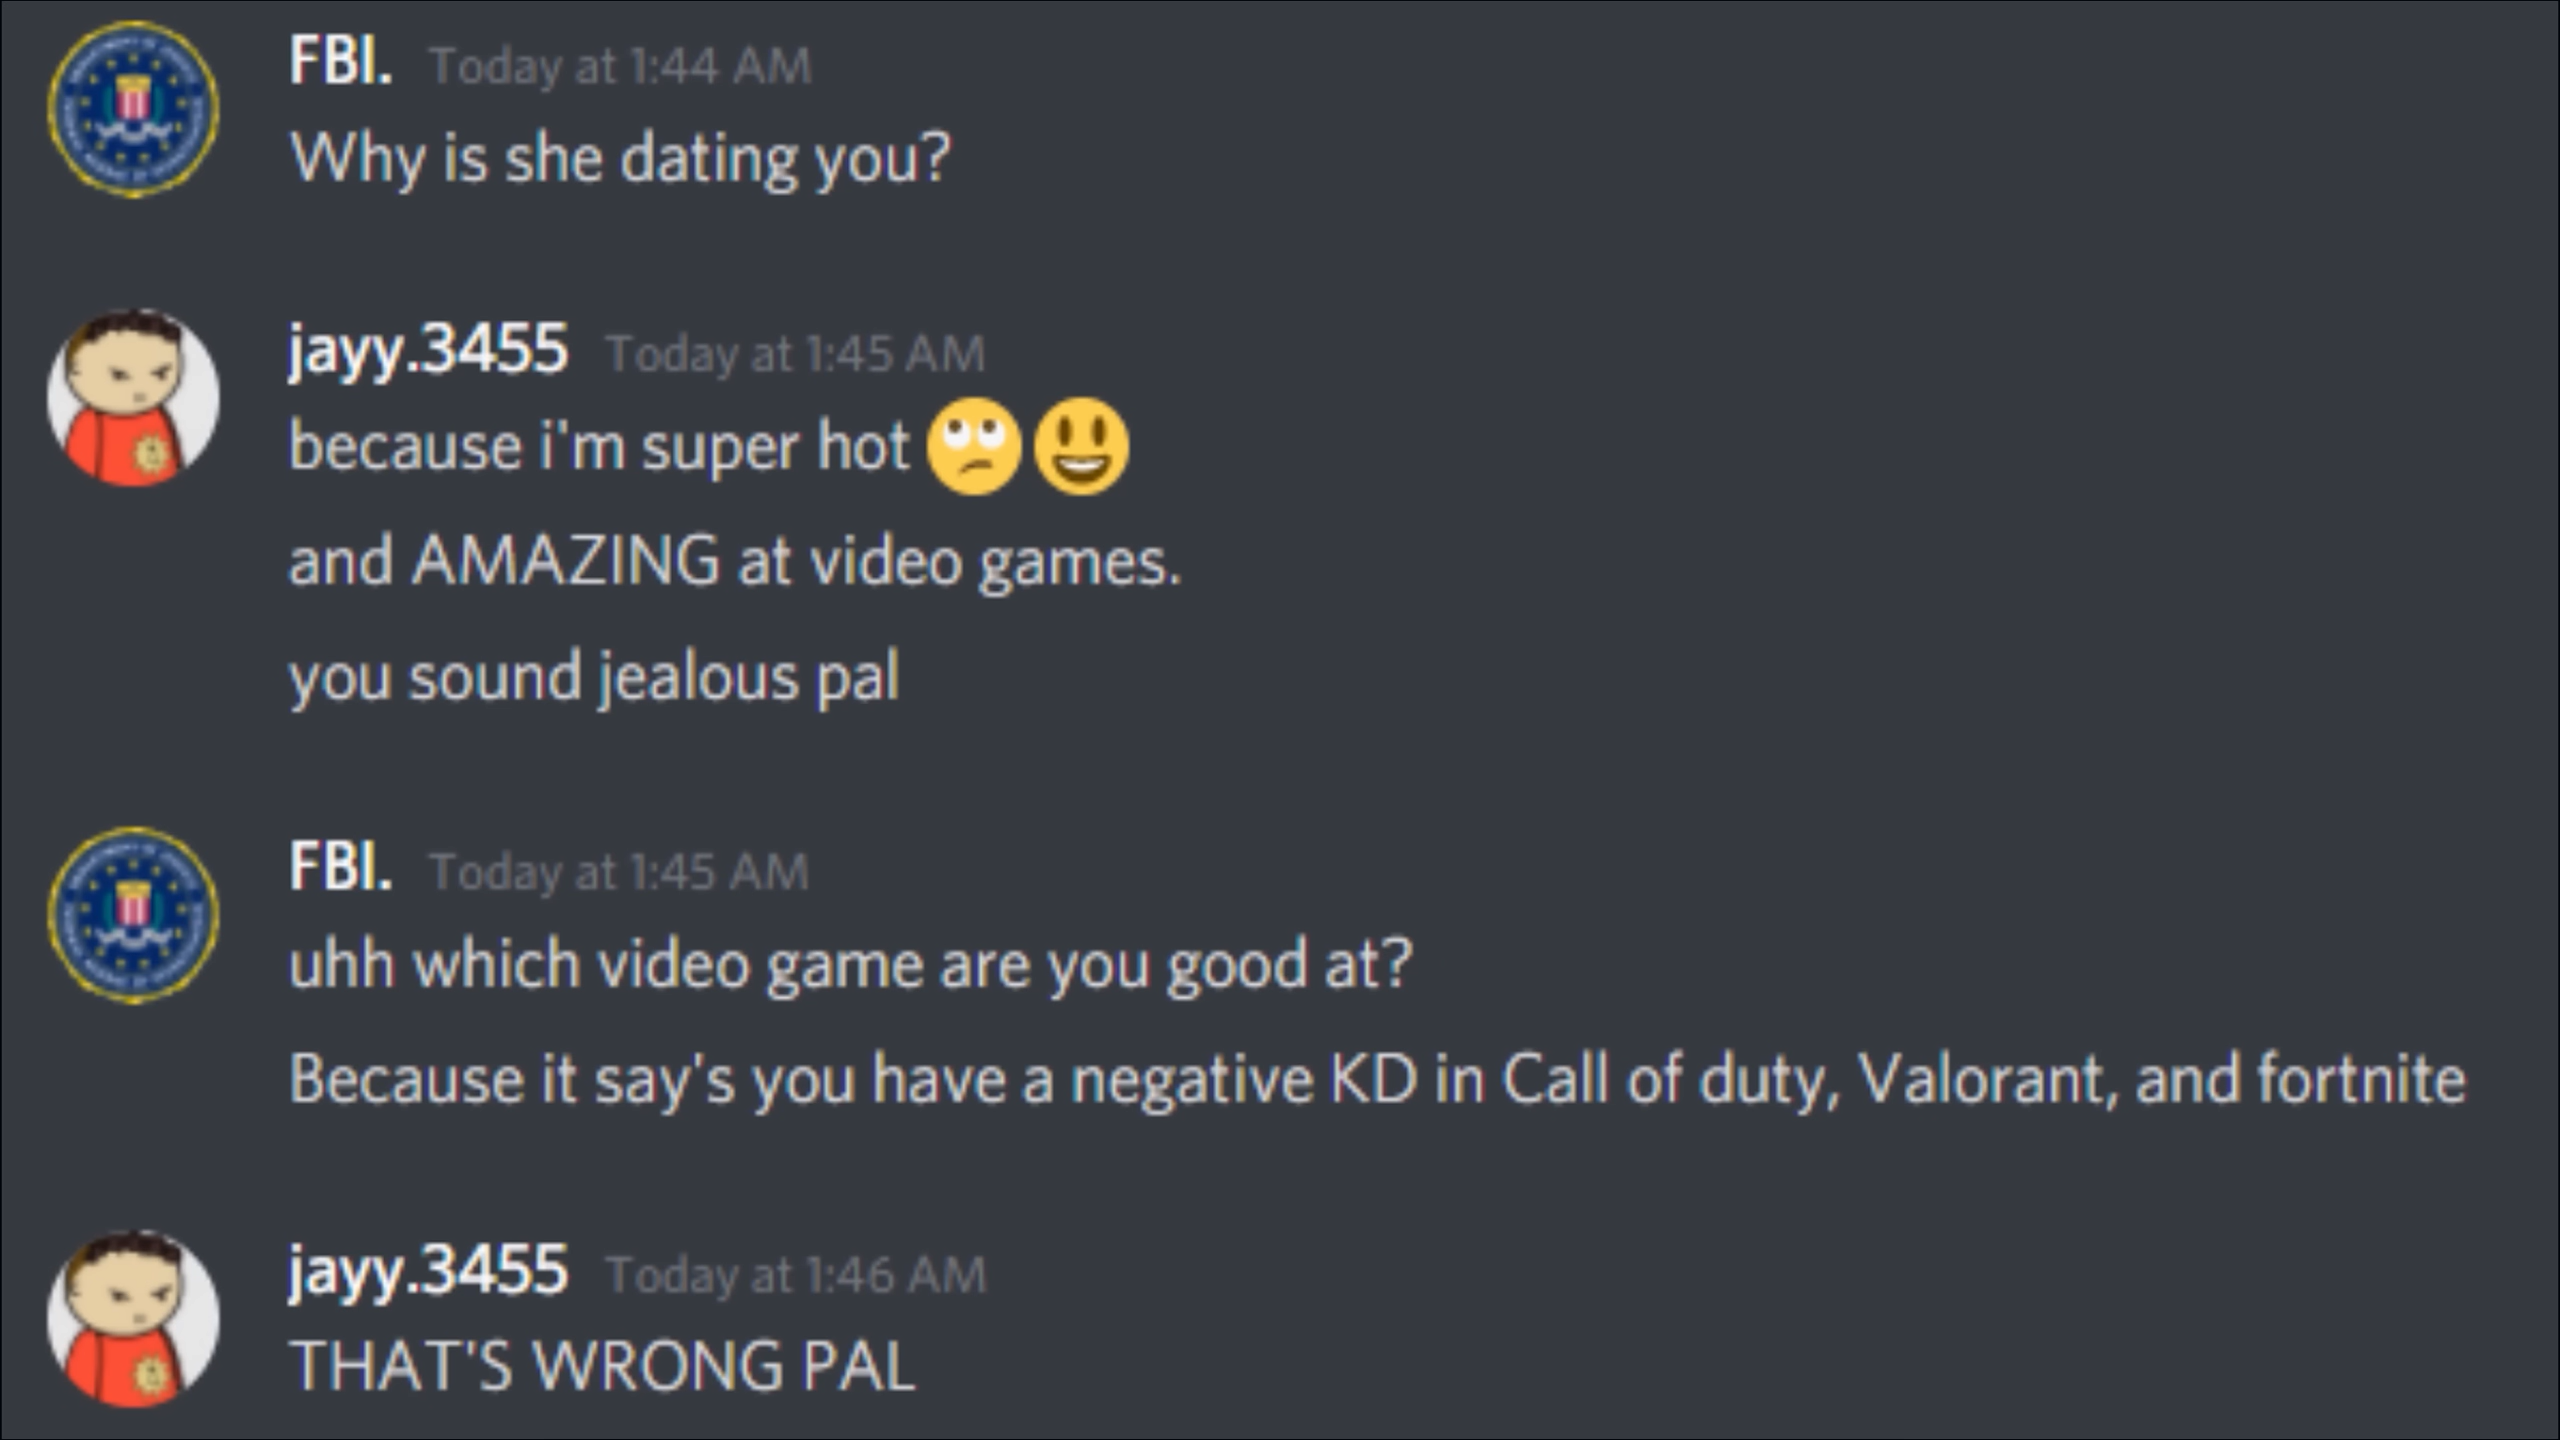 FBI. Today at 1:44 AM
Why is she dating you?
jayy.3455 Today at 1:45 AM
because i'm super hot 🙄😃
and AMAZING at video games.
you sound jealous pal
FBI. Today at 1:45 AM
uhh which video game are you good at?
Because it say's you have a negative KD in Call of duty, Valorant, and fortnite
jayy.3455 Today at 1:46 AM
THAT'S WRONG PAL